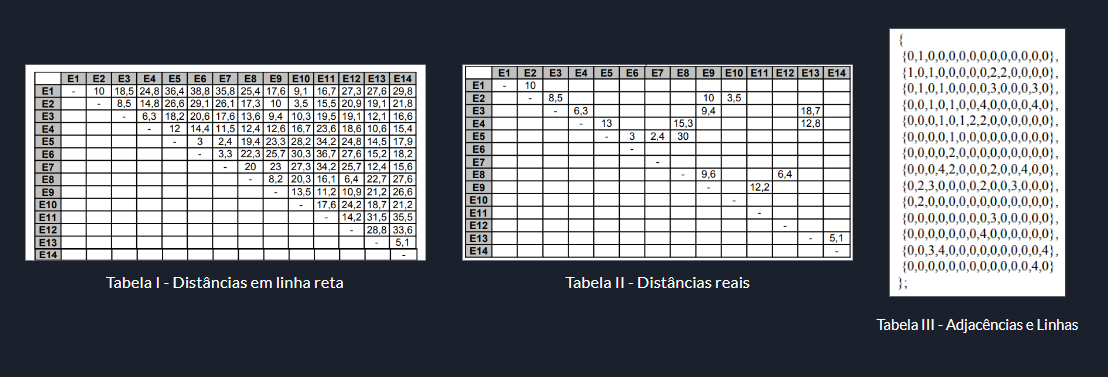 E1 E2 E3 E4 E5 E6 E7 E8 E9 E10 E11 E12 E13 E14
E1 - 10 18,5 24,8 36,4 38,8 35,8 25,4 17,6 9,1 16,7 27,3 27,6 29,8
E2 - 8,5 14,8 26,6 29,1 26,1 17,3 10 3,5 15,5 20,9 19,1 21,8
E3 - 6,3 18,2 20,6 17,6 13,6 9,4 10,3 19,5 19,1 12,1 16,6
E4 - 12 14,4 11,5 12,4 12,6 16,7 23,6 18,6 10,6 15,4
E5 - 3 2,4 19,4 23,3 28,2 34,2 24,8 14,5 17,9
E6 - 3,3 22,3 25,7 30,3 36,7 27,6 15,2 18,2
E7 - 20 23 27,3 34,2 25,7 12,4 15,6
E8 - 8,2 20,3 16,1 6,4 22,7 27,6
E9 - 13,5 11,2 10,9 21,2 26,6
E10 - 17,6 24,2 18,7 21,2
E11 - 14,2 31,5 35,5
E12 - 28,8 33,6
E13 - 5,1
E14 -
Tabela I - Distâncias em linha reta
E1 E2 E3 E4 E5 E6 E7 E8 E9 E10 E11 E12 E13 E14
E1 - 10
E2 - 8,5 10 3,5
E3 - 6,3 9,4 18,7
E4 - 13 15,3 12,8
E5 - 3 2,4 30
E6 -
E7 -
E8 - 9,6 6,4
E9 - 12,2
E10 -
E11 -
E12 -
E13 - 5,1
E14 -
Tabela II - Distâncias reais
{
{0,1,0,0,0,0,0,0,0,0,0,0,0,0},
{1,0,1,0,0,0,0,0,2,2,0,0,0,0},
{0,1,0,1,0,0,0,0,3,0,0,0,3,0},
{0,0,1,0,1,0,0,4,0,0,0,0,4,0},
{0,0,0,1,0,1,2,2,0,0,0,0,0,0},
{0,0,0,0,1,0,0,0,0,0,0,0,0,0},
{0,0,0,0,2,0,0,0,0,0,0,0,0,0},
{0,0,0,4,2,0,0,0,2,0,0,4,0,0},
{0,2,3,0,0,0,0,2,0,0,3,0,0,0},
{0,2,0,0,0,0,0,0,0,0,0,0,0,0},
{0,0,0,0,0,0,0,0,3,0,0,0,0,0},
{0,0,0,0,0,0,0,4,0,0,0,0,0,0},
{0,0,3,4,0,0,0,0,0,0,0,0,0,4},
{0,0,0,0,0,0,0,0,0,0,0,0,4,0}
};
Tabela III - Adjacências e Linhas